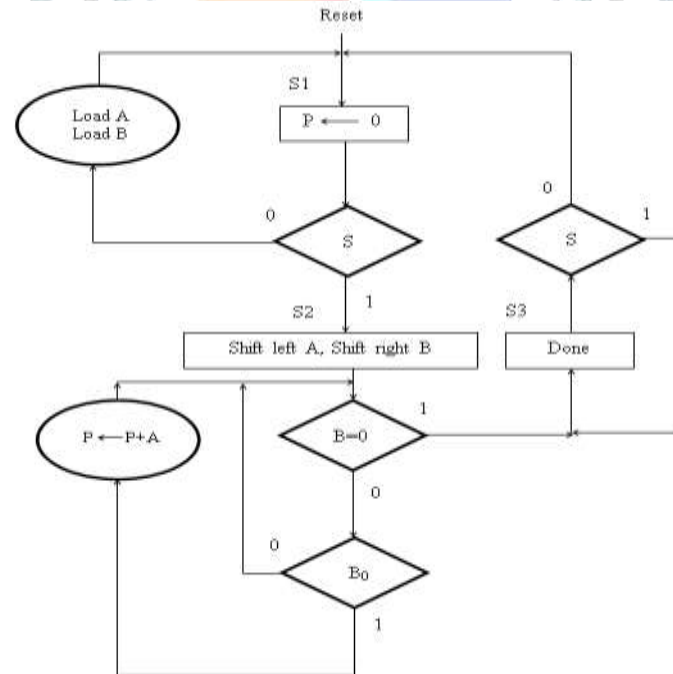 Reset
S1
P ← 0
Load A
Load B
0
S
1
0
S
1
S2
Shift left A, Shift right B
S3
Done
P ← P+A
B=0
1
0
0
B0
1